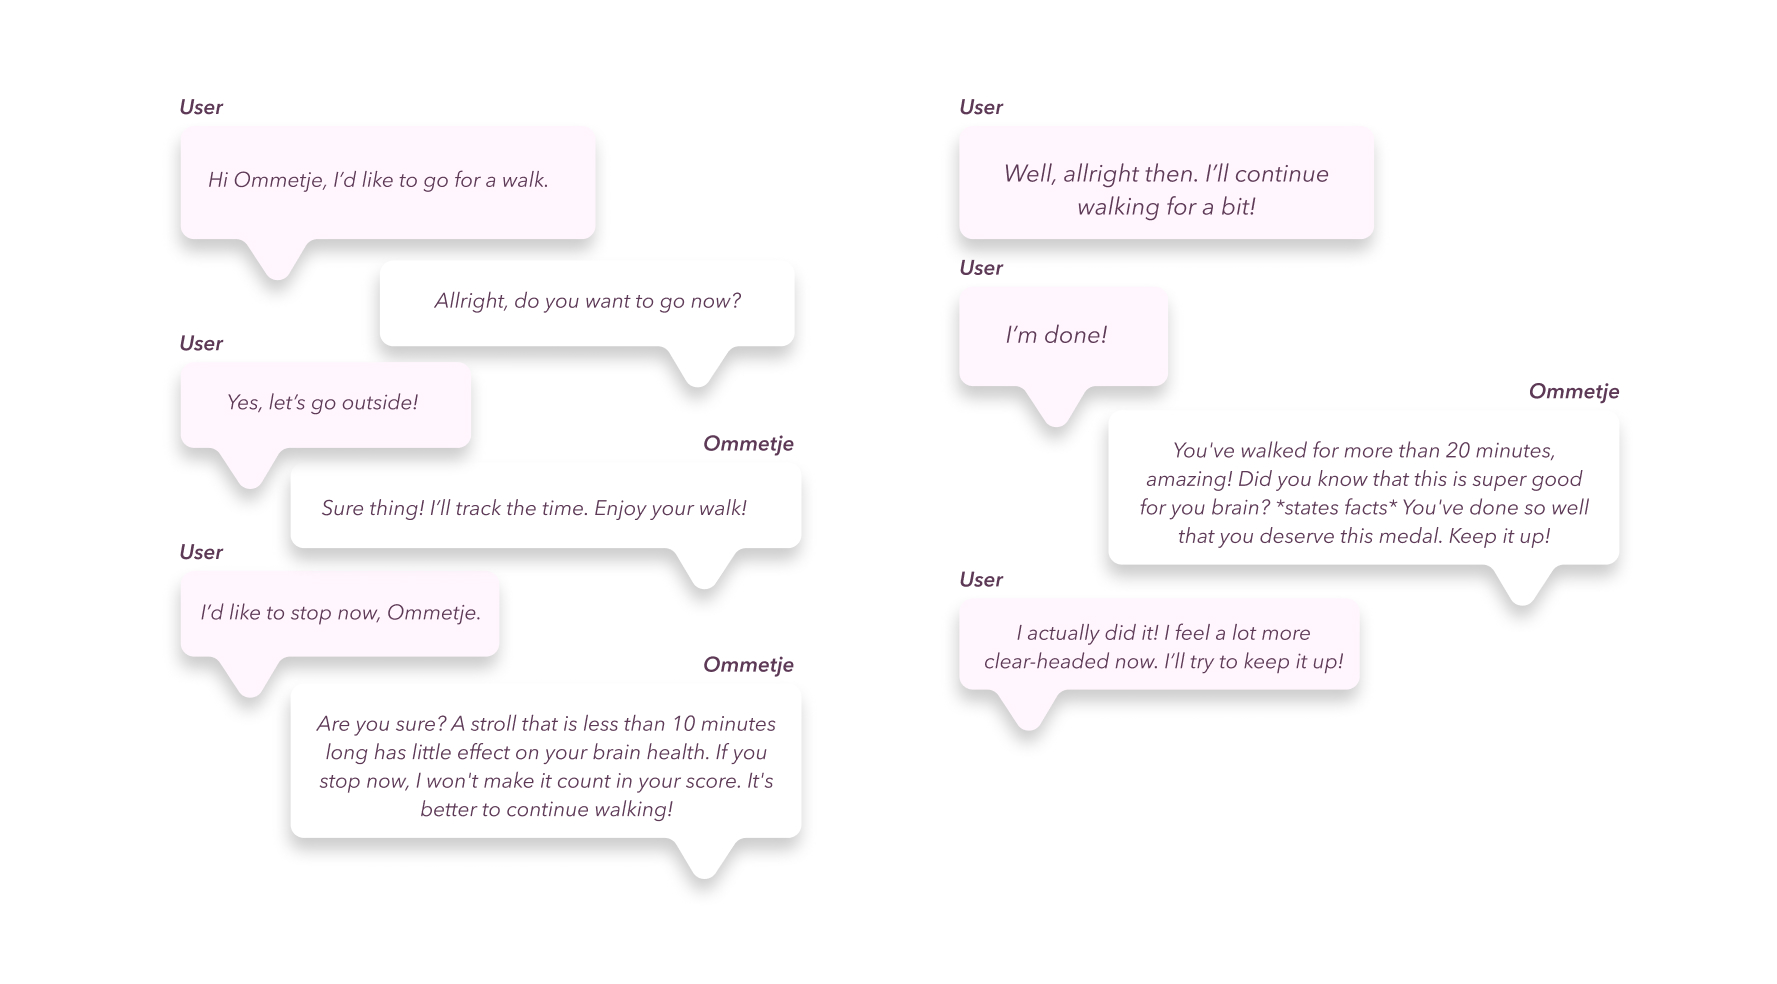 User
Hi Ommetje, I’d like to go for a walk.
Allright, do you want to go now?
User
Yes, let’s go outside!
Ommetje
Sure thing! I’ll track the time. Enjoy your walk!
User
I’d like to stop now, Ommetje.
Ommetje
Are you sure? A stroll that is less than 10 minutes
long has little effect on your brain health. If you
stop now, I won't make it count in your score. It's
better to continue walking!
User
Well, allright then. I’ll continue
walking for a bit!
User
I’m done!
Ommetje
You've walked for more than 20 minutes,
amazing! Did you know that this is super good
for you brain? *states facts* You've done so well
that you deserve this medal. Keep it up!
User
I actually did it! I feel a lot more
clear-headed now. I’ll try to keep it up!